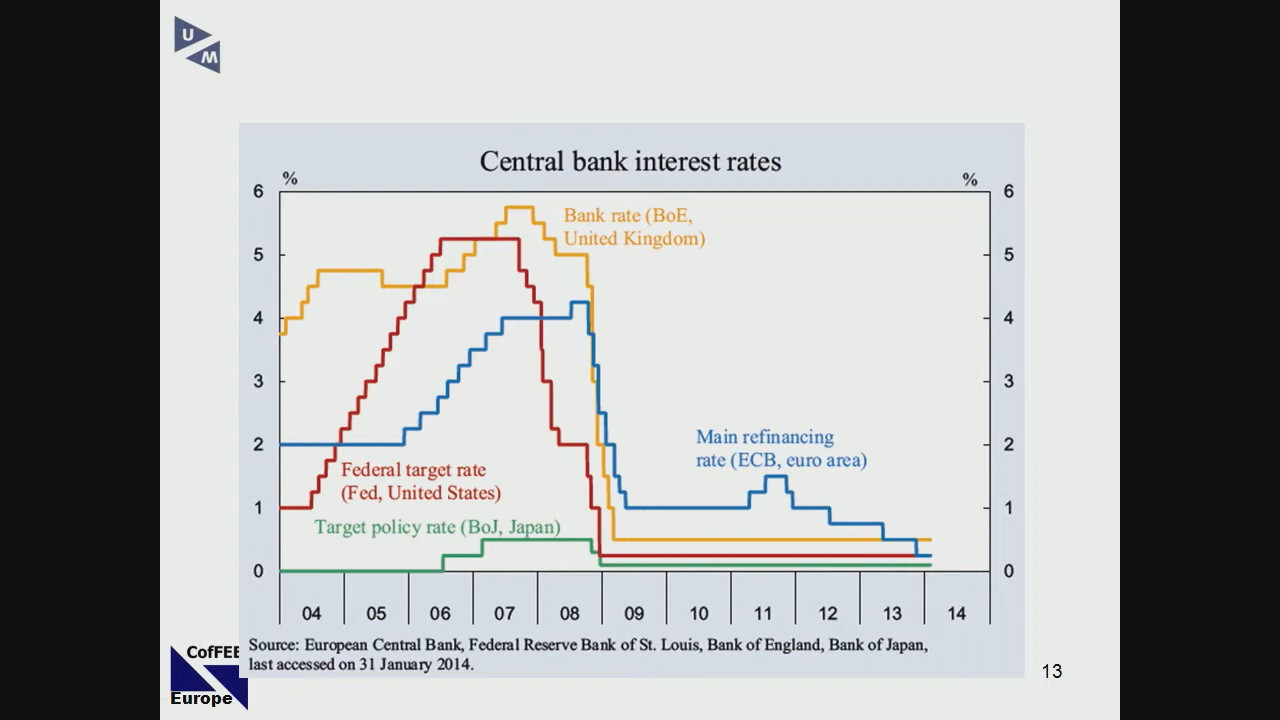 U
M
Central bank interest rates
% %
6 6
Bank rate (BoE,
United Kingdom)
5 5
4 4
3 3
Main refinancing
rate (ECB, euro area)
2 2
Federal target rate
(Fed, United States)
1 1
Target policy rate (BoJ, Japan)
0 0
04 05 06 07 08 09 10 11 12 13 14
Source: European Central Bank, Federal Reserve Bank of St. Louis, Bank of England, Bank of Japan,
last accessed on 31 January 2014.
CofFEE
Europe
13